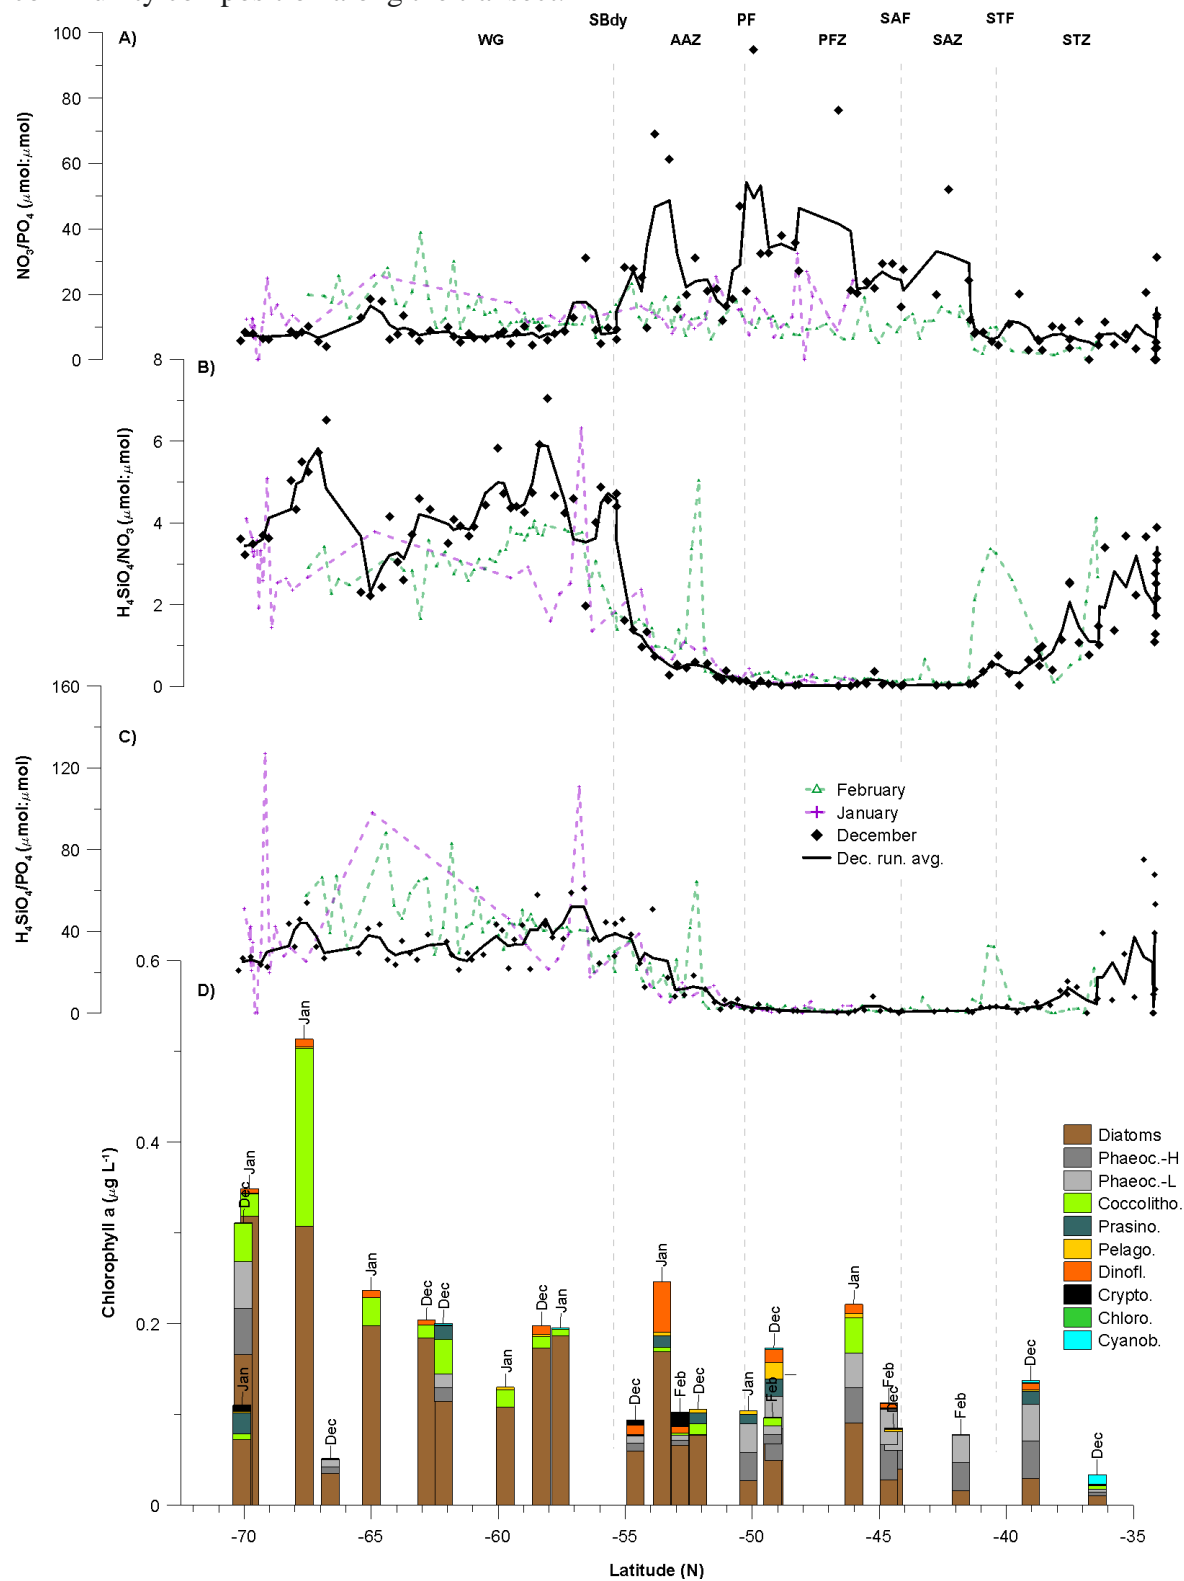 community composition along the transect.
SBdy PF SAF STF
WG AAZ PFZ SAZ STZ
A)
100
80
60
40
20
0
NO3/PO4 (μmol:μmol)
B)
8
6
4
2
0
H4SiO4/NO3 (μmol:μmol)
C)
160
120
80
40
0
H4SiO4/PO4 (μmol:μmol)
February
January
December
Dec. run. avg.
D)
0.6
0.4
0.2
0
Chlorophyll a (μg L-1)
Diatoms
Phaeoc.-H
Phaeoc.-L
Coccolitho.
Prasino.
Pelago.
Dinofl.
Crypto.
Chloro.
Cyanob.
Jan
Dec
Jan
Jan
Dec
Jan
Dec
Dec
Jan
Dec
Jan
Dec
Jan
Feb
Dec
Jan
Dec
Feb
Jan
Feb
Dec
Feb
Dec
Dec
-70 -65 -60 -55 -50 -45 -40 -35
Latitude (N)